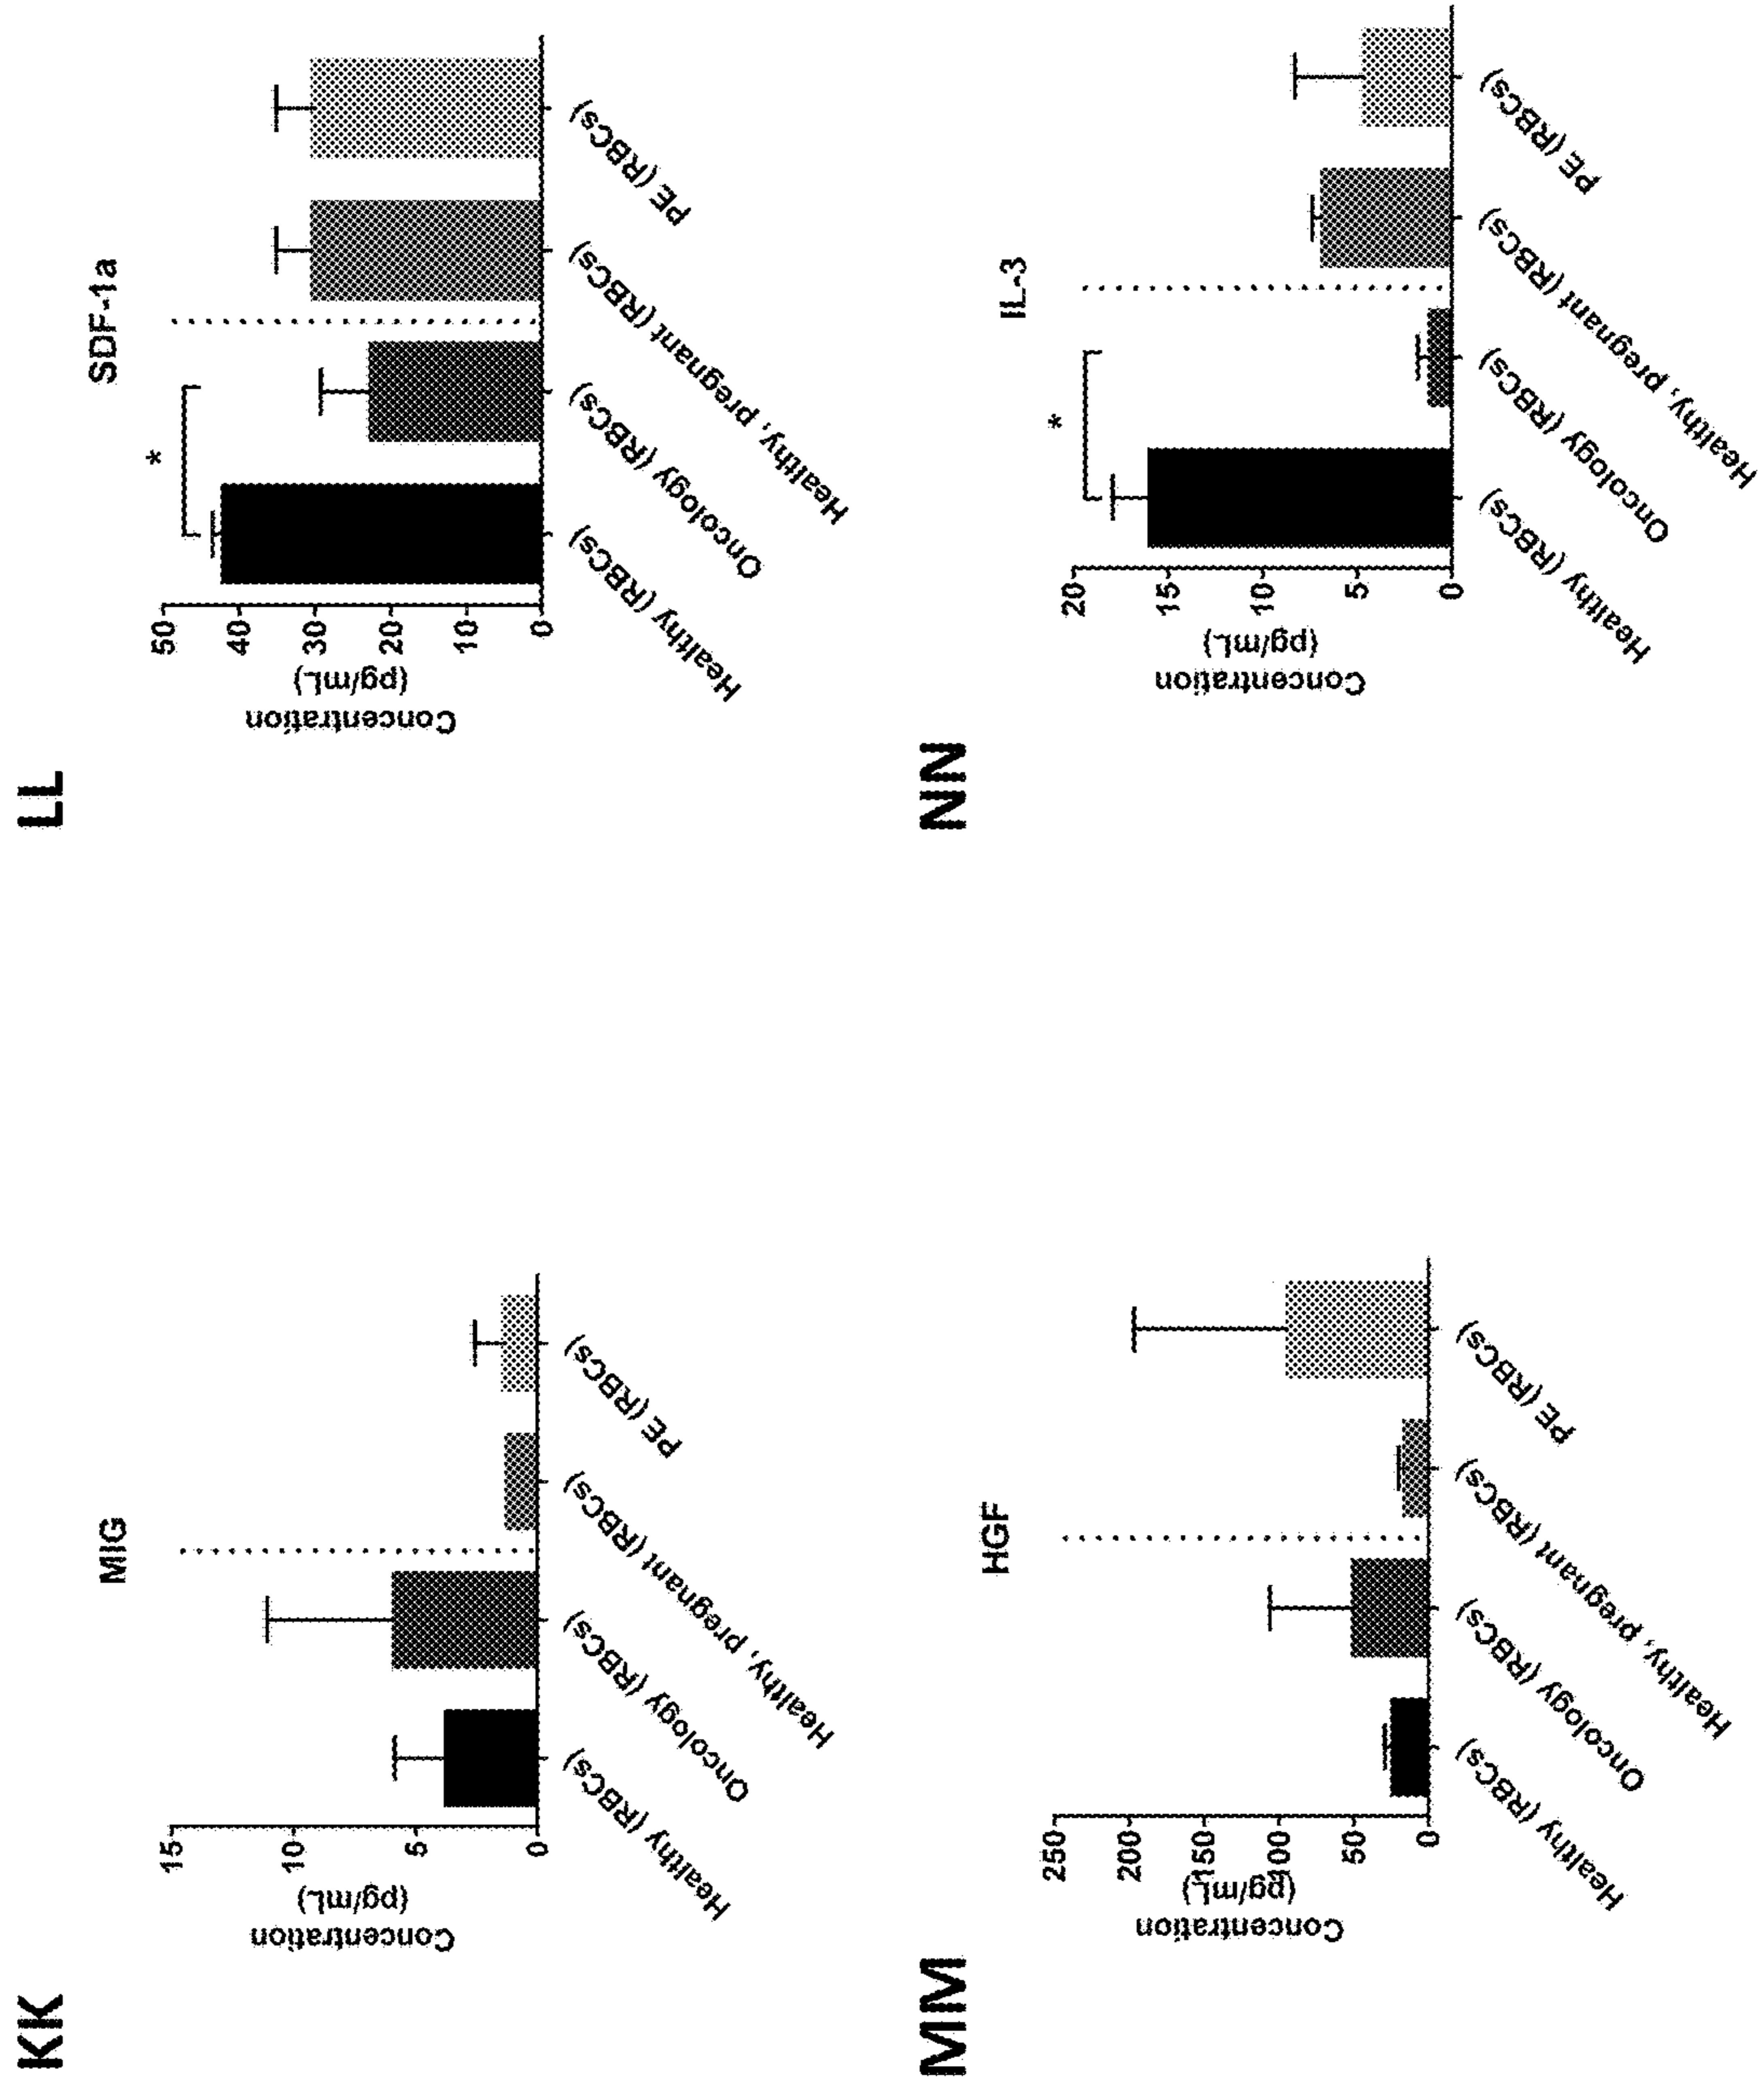 KK
MIG
Concentration
(pg/mL)
15
10
5
0
Healthy (RBCs)
Oncology (RBCs)
Healthy, pregnant (RBCs)
PE (RBCs)
LL
SDF-1a
*
Concentration
(pg/mL)
50
40
30
20
10
0
Healthy (RBCs)
Oncology (RBCs)
Healthy, pregnant (RBCs)
PE (RBCs)
MM
HGF
Concentration
(pg/mL)
250
200
150
100
50
0
Healthy (RBCs)
Oncology (RBCs)
Healthy, pregnant (RBCs)
PE (RBCs)
NN
IL-3
*
Concentration
(pg/mL)
20
15
10
5
0
Healthy (RBCs)
Oncology (RBCs)
Healthy, pregnant (RBCs)
PE (RBCs)